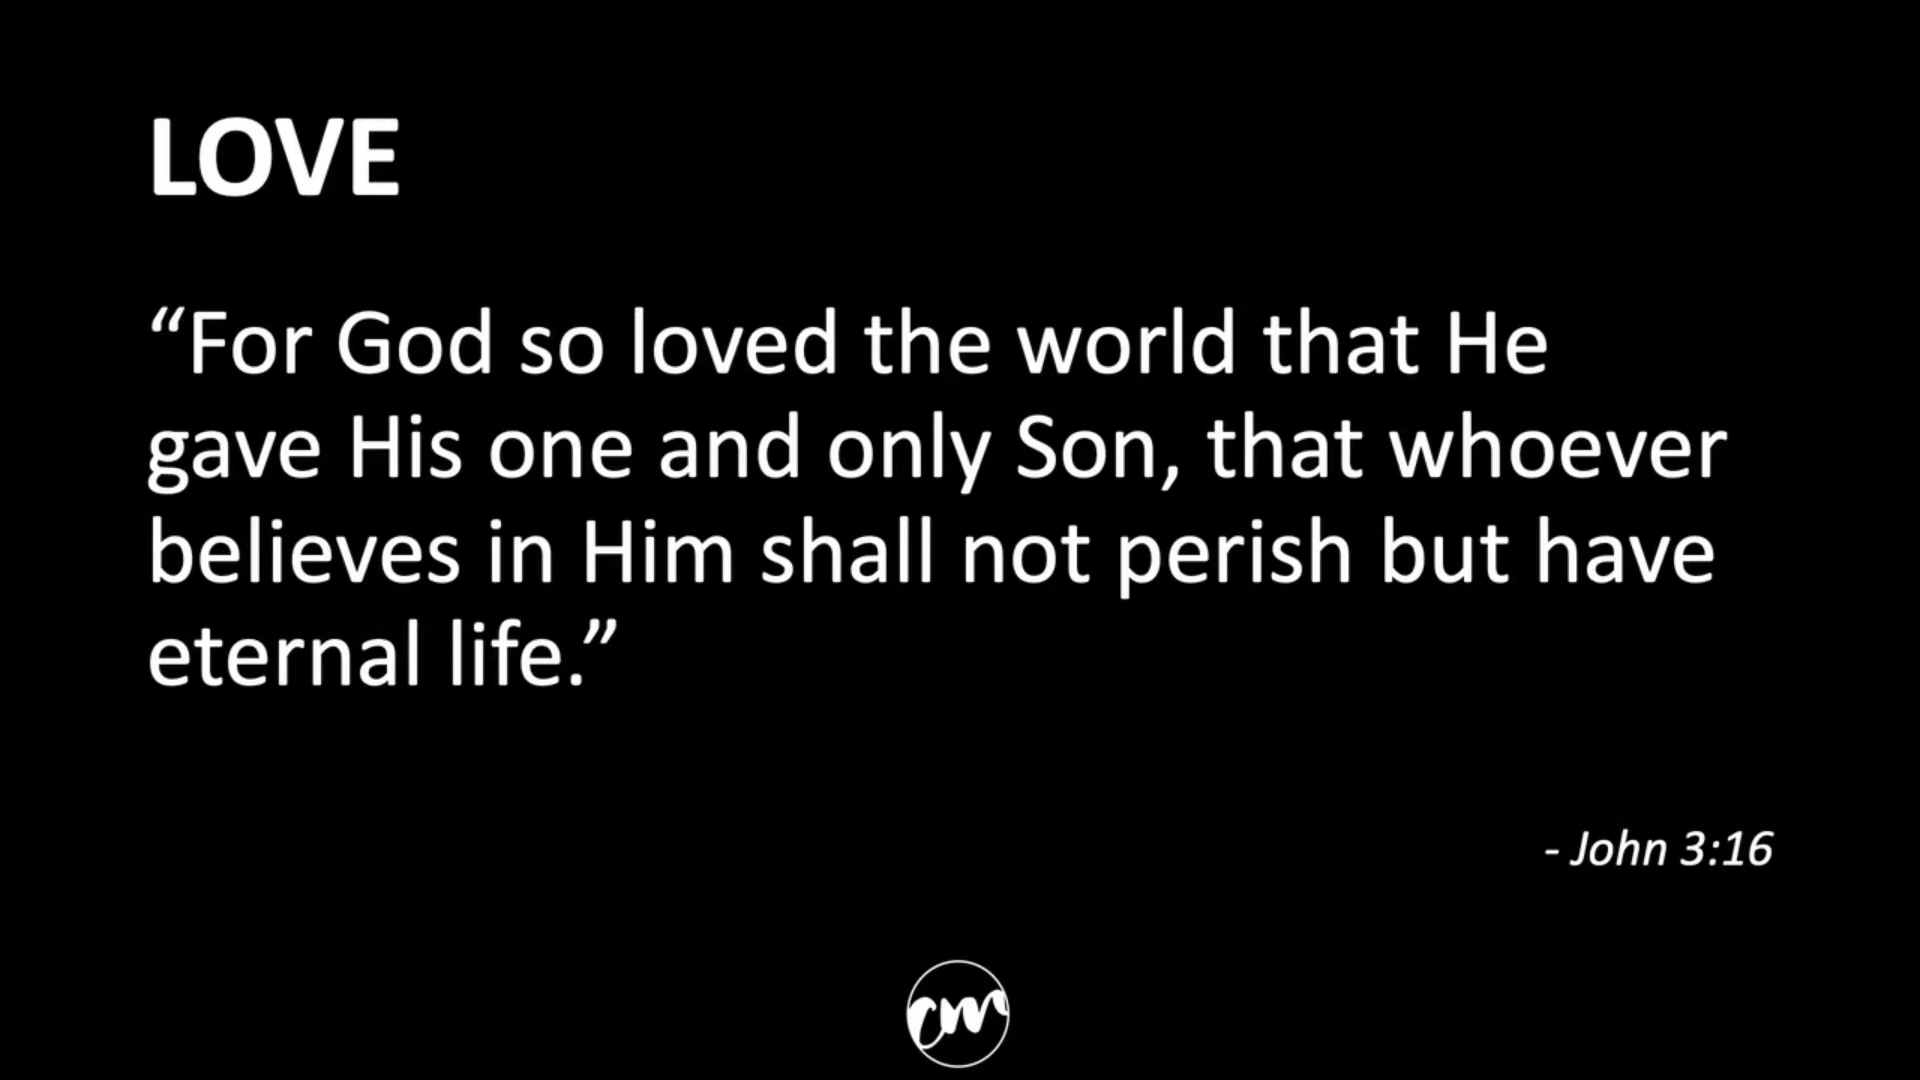 LOVE
“For God so loved the world that He
gave His one and only Son, that whoever
believes in Him shall not perish but have
eternal life.”
- John 3:16
cm